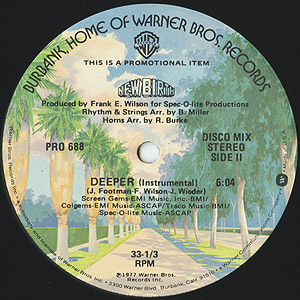 BURBANK, HOME OF WARNER BROS. RECORDS
THIS IS A PROMOTIONAL ITEM
NEW BIRTH
Produced by Frank E. Wilson for Spec-O-lite Productions
Rhythm & Strings Arr. by B. Miller
Horns Arr. by R. Burke
PRO 688
DISCO MIX
STEREO
SIDE II
DEEPER (Instrumental) 6:04
(J. Footman-F. Wilson-J. Wieder)
Screen Gems-EMI Music, Inc.-BMI/
Colgems-EMI Music-ASCAP/Traco Music-BMI/
Spec-O-Lite Music-ASCAP
33-1/3
RPM
©1977 Warner Bros.
Records Inc.
3300 Warner Blvd., Burbank, Calif. 91510